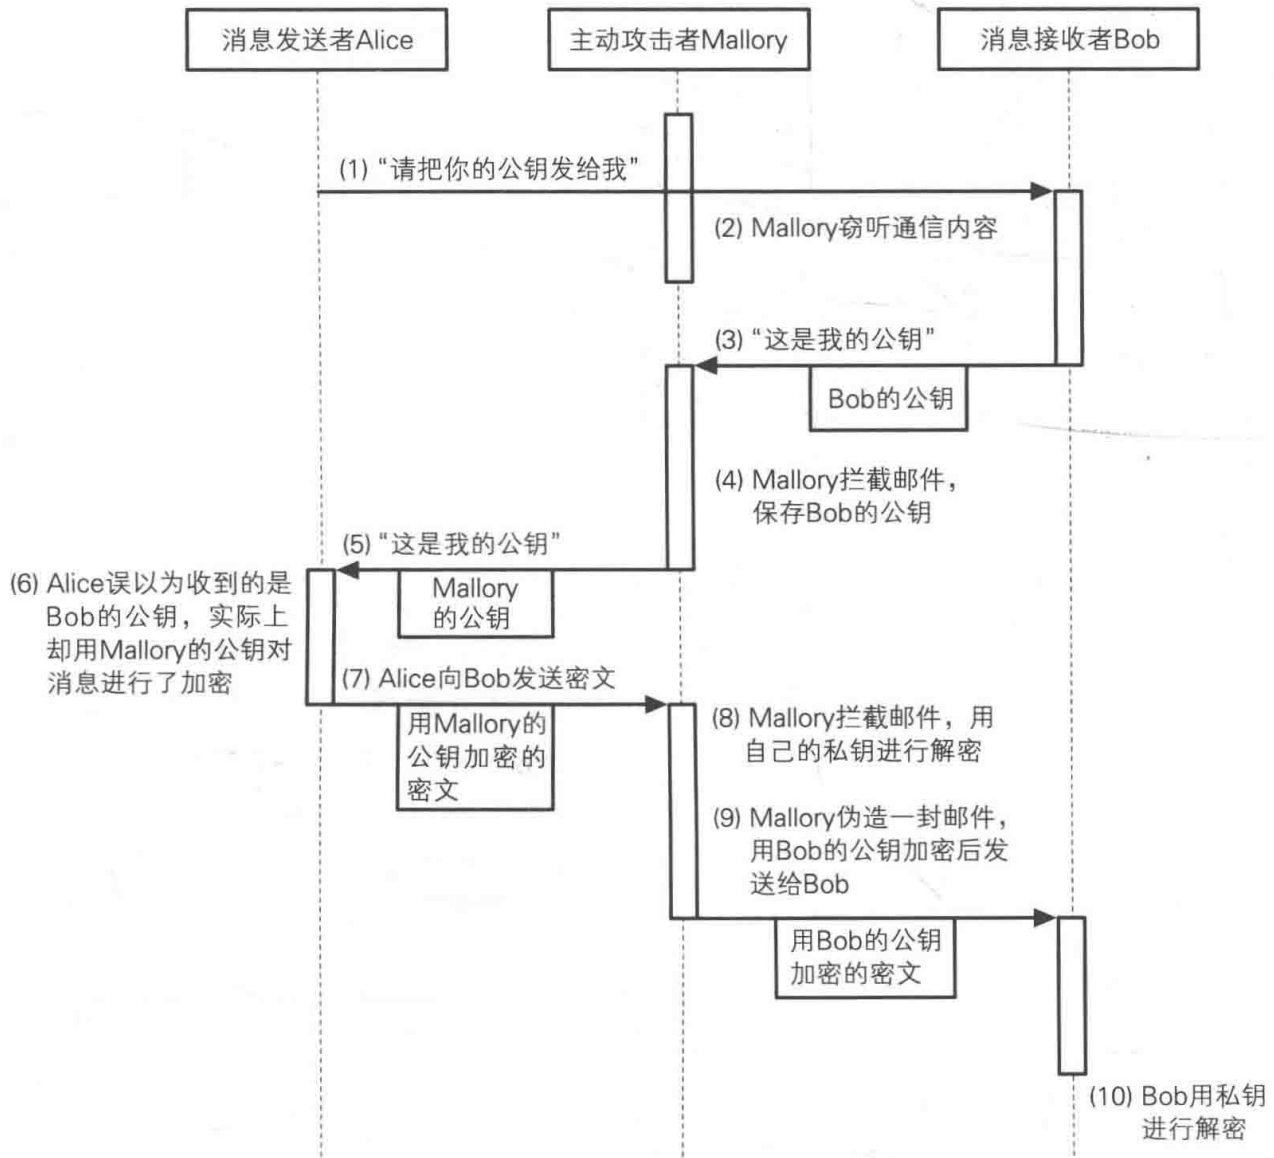 消息发送者Alice
主动攻击者Mallory
消息接收者Bob
(1) “请把你的公钥发给我”
(2) Mallory窃听通信内容
(3) “这是我的公钥”
Bob的公钥
(4) Mallory拦截邮件，
保存Bob的公钥
(5) “这是我的公钥”
Mallory
的公钥
(6) Alice误以为收到的是
Bob的公钥，实际上
却用Mallory的公钥对
消息进行了加密
(7) Alice向Bob发送密文
用Mallory的
公钥加密的
密文
(8) Mallory拦截邮件，用
自己的私钥进行解密
(9) Mallory伪造一封邮件，
用Bob的公钥加密后发
送给Bob
用Bob的公钥
加密的密文
(10) Bob用私钥
进行解密